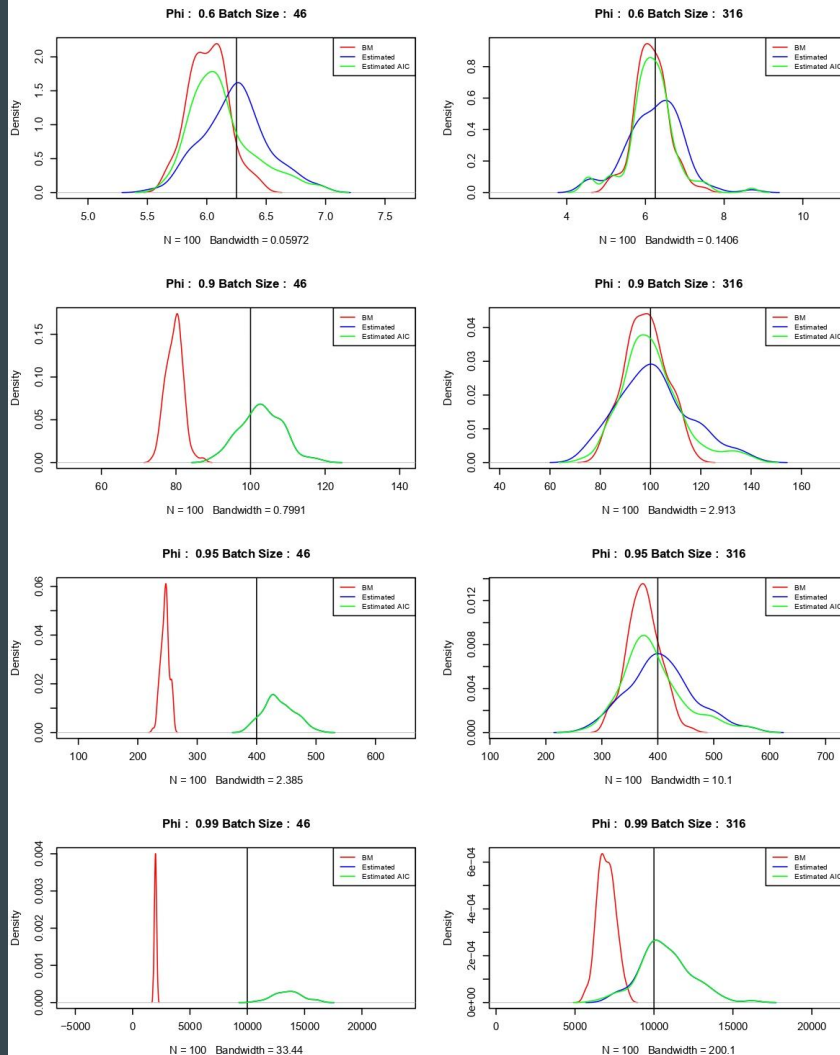 Phi : 0.6 Batch Size : 46
Density
0.0 0.5 1.0 1.5 2.0
BM
Estimated
Estimated AIC
5.0 5.5 6.0 6.5 7.0 7.5
N = 100 Bandwidth = 0.05972
Phi : 0.6 Batch Size : 316
Density
0.0 0.2 0.4 0.6 0.8
BM
Estimated
Estimated AIC
4 6 8 10
N = 100 Bandwidth = 0.1406
Phi : 0.9 Batch Size : 46
Density
0.00 0.05 0.10 0.15
BM
Estimated
Estimated AIC
60 80 100 120 140
N = 100 Bandwidth = 0.7991
Phi : 0.9 Batch Size : 316
Density
0.00 0.01 0.02 0.03 0.04
BM
Estimated
Estimated AIC
40 60 80 100 120 140 160
N = 100 Bandwidth = 2.913
Phi : 0.95 Batch Size : 46
Density
0.00 0.02 0.04 0.06
BM
Estimated
Estimated AIC
100 200 300 400 500 600
N = 100 Bandwidth = 2.385
Phi : 0.95 Batch Size : 316
Density
0.000 0.004 0.008 0.012
BM
Estimated
Estimated AIC
100 200 300 400 500 600 700
N = 100 Bandwidth = 10.1
Phi : 0.99 Batch Size : 46
Density
0.000 0.001 0.002 0.003 0.004
BM
Estimated
Estimated AIC
-5000 0 5000 10000 15000 20000
N = 100 Bandwidth = 33.44
Phi : 0.99 Batch Size : 316
Density
0e+00 2e-04 4e-04 6e-04
BM
Estimated
Estimated AIC
0 5000 10000 15000 20000
N = 100 Bandwidth = 200.1